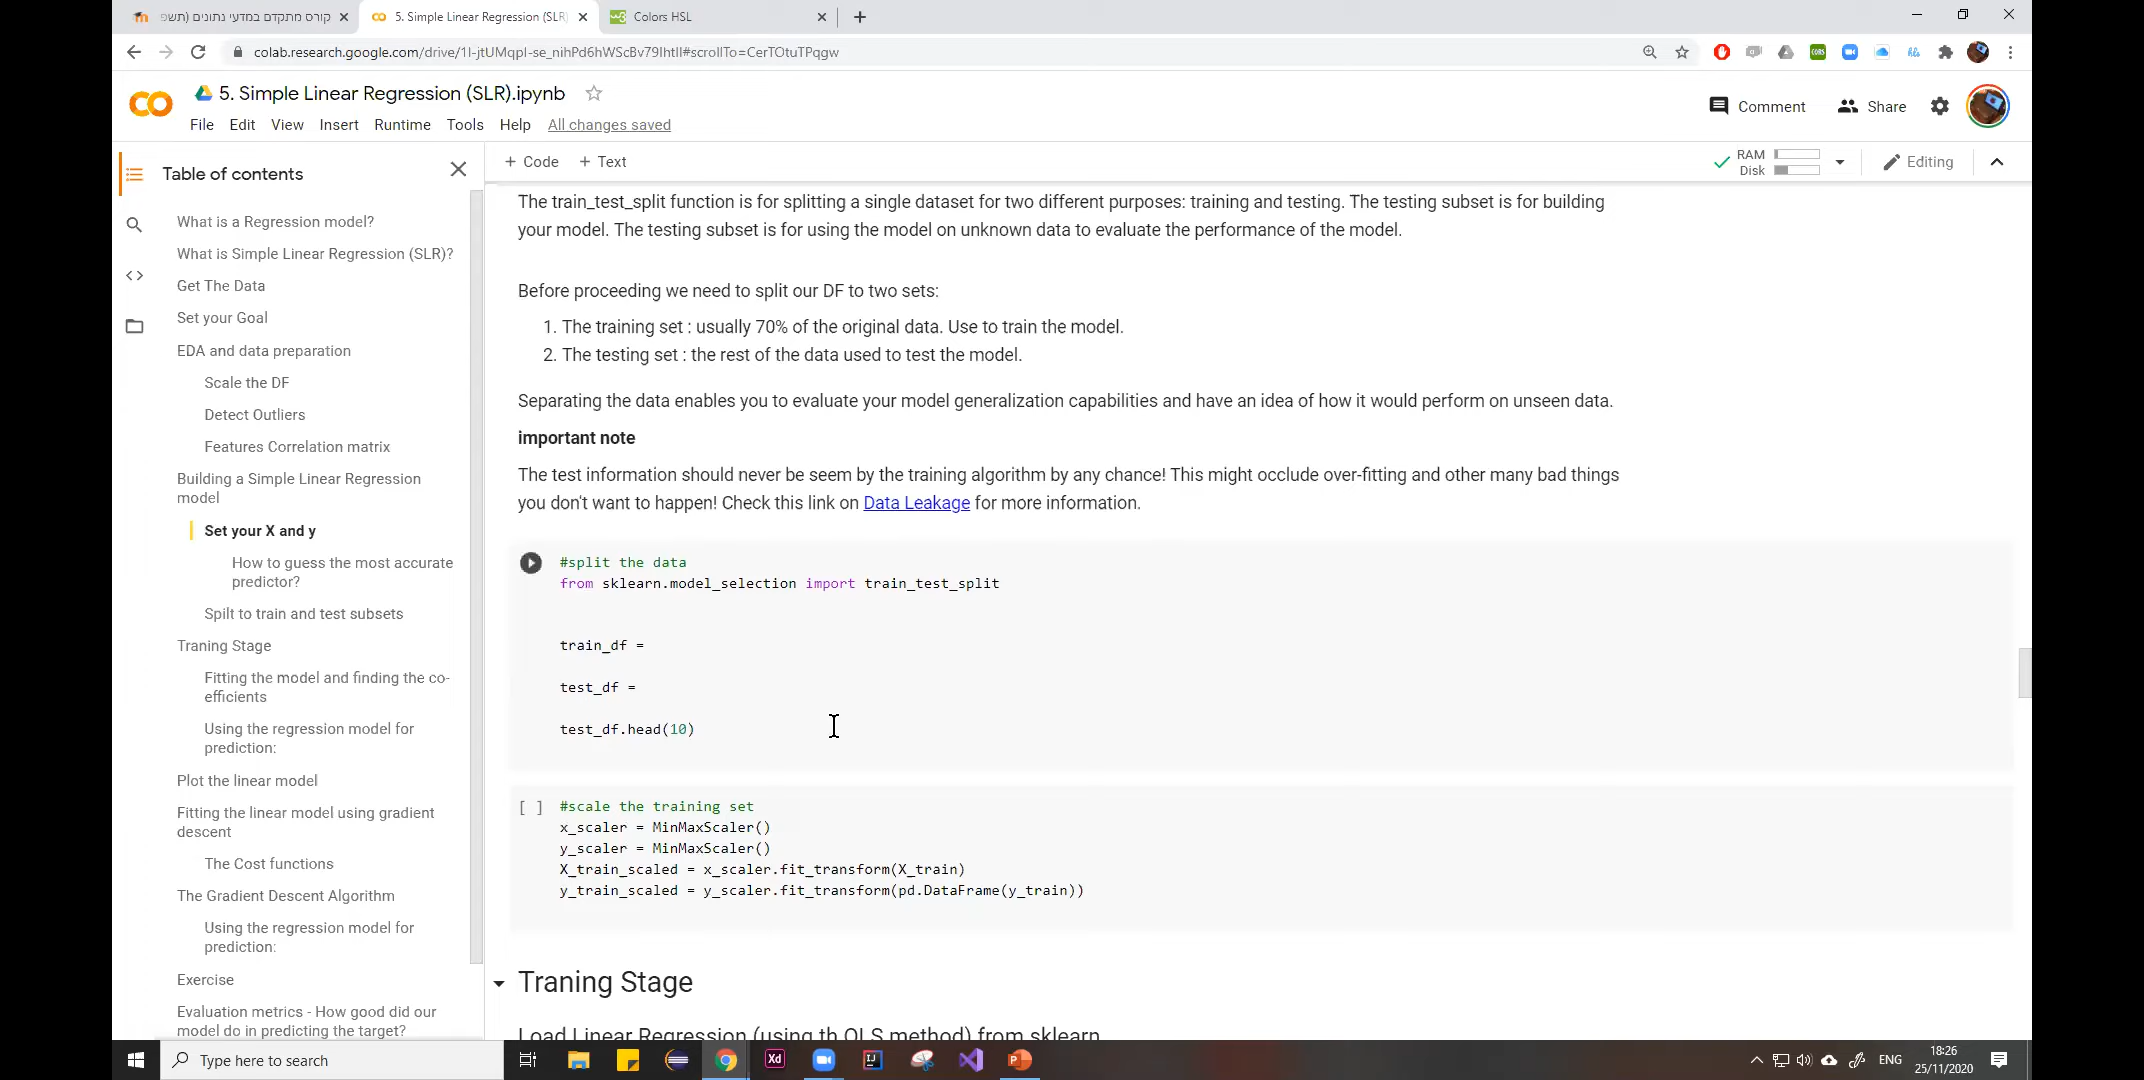 קורס מתקדם במדעי נתונים (תשפ
5. Simple Linear Regression (SLR)
Colors HSL
colab.research.google.com/drive/1I-jtUMqpI-se_nihPd6hWScBv79IhtIl#scrollTo=CerTOtuTPqgw
5. Simple Linear Regression (SLR).ipynb
Comment Share
File Edit View Insert Runtime Tools Help All changes saved
Table of contents
+ Code + Text
RAM
Disk
Editing
What is a Regression model?
What is Simple Linear Regression (SLR)?
Get The Data
Set your Goal
EDA and data preparation
Scale the DF
Detect Outliers
Features Correlation matrix
Building a Simple Linear Regression
model
Set your X and y
How to guess the most accurate
predictor?
Spilt to train and test subsets
Traning Stage
Fitting the model and finding the co-
efficients
Using the regression model for
prediction:
Plot the linear model
Fitting the linear model using gradient
descent
The Cost functions
The Gradient Descent Algorithm
Using the regression model for
prediction:
Exercise
Evaluation metrics - How good did our
model do in predicting the target?
The train_test_split function is for splitting a single dataset for two different purposes: training and testing. The testing subset is for building
your model. The testing subset is for using the model on unknown data to evaluate the performance of the model.
Before proceeding we need to split our DF to two sets:
1. The training set : usually 70% of the original data. Use to train the model.
2. The testing set : the rest of the data used to test the model.
Separating the data enables you to evaluate your model generalization capabilities and have an idea of how it would perform on unseen data.
important note
The test information should never be seem by the training algorithm by any chance! This might occlude over-fitting and other many bad things
you don't want to happen! Check this link on Data Leakage for more information.
#split the data
from sklearn.model_selection import train_test_split
train_df =
test_df =
test_df.head(10)
[ ] #scale the training set
x_scaler = MinMaxScaler()
y_scaler = MinMaxScaler()
X_train_scaled = x_scaler.fit_transform(X_train)
y_train_scaled = y_scaler.fit_transform(pd.DataFrame(y_train))
Traning Stage
Load Linear Regression (using th OLS method) from sklearn
Type here to search
Xd
IJ
ENG
18:26
25/11/2020